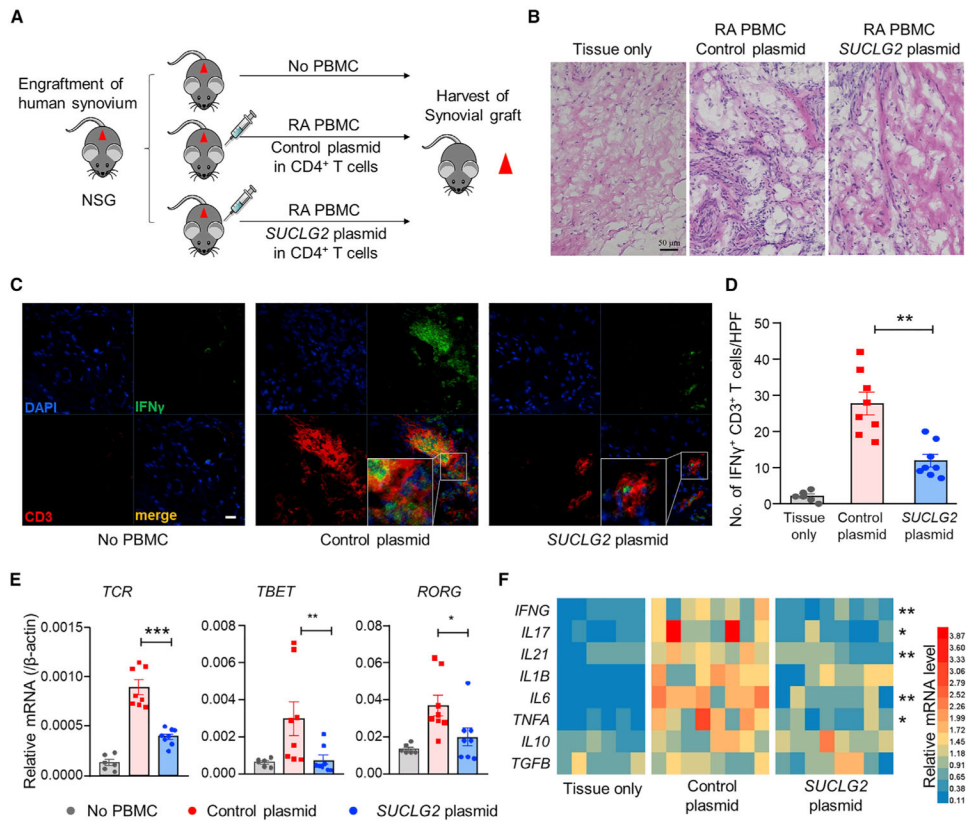 A
Engraftment of
human synovium
NSG
No PBMC
RA PBMC
Control plasmid
in CD4⁺ T cells
RA PBMC
SUCLG2 plasmid
in CD4⁺ T cells
Harvest of
Synovial graft
B
Tissue only
RA PBMC
Control plasmid
RA PBMC
SUCLG2 plasmid
50 μm
C
DAPI
IFNγ
CD3
merge
No PBMC
Control plasmid
SUCLG2 plasmid
D
No. of IFNγ⁺ CD3⁺ T cells/HPF
50
40
30
20
10
0
**
Tissue only
Control plasmid
SUCLG2 plasmid
E
Relative mRNA (/β-actin)
TCR
0.0015
0.0010
0.0005
0.0000
***
TBET
0.008
0.006
0.004
0.002
0.000
**
RORG
0.08
0.06
0.04
0.02
0.00
*
No PBMC
Control plasmid
SUCLG2 plasmid
F
IFNG **
IL17 *
IL21 **
IL1B
IL6 **
TNFA *
IL10
TGFB
Tissue only
Control
plasmid
SUCLG2
plasmid
Relative mRNA level
3.87
3.60
3.33
3.06
2.79
2.52
2.26
1.99
1.72
1.45
1.18
0.91
0.65
0.38
0.11